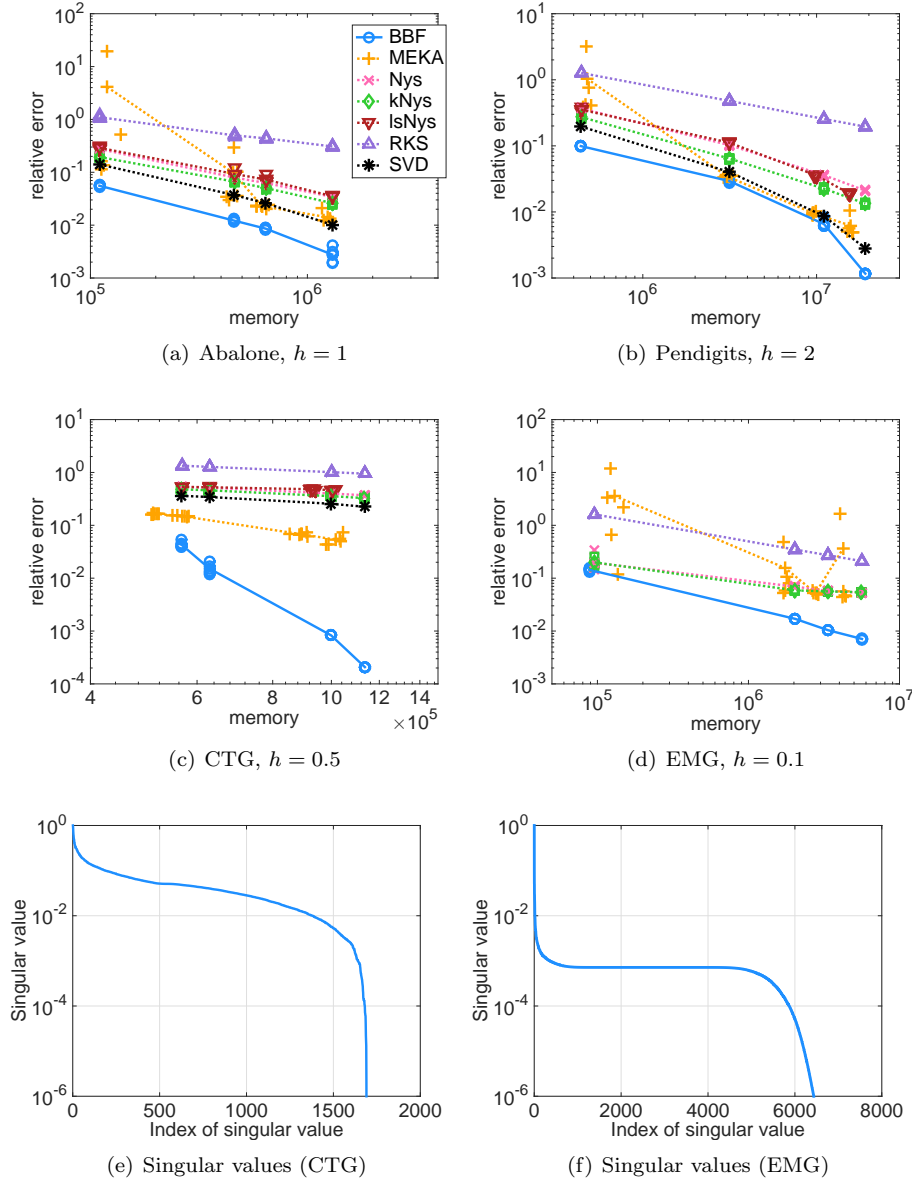 10^2
10^1
10^0
10^-1
10^-2
10^-3
relative error
10^5
10^6
memory
BBF
MEKA
Nys
kNys
lsNys
RKS
SVD
(a) Abalone, h = 1
10^1
10^0
10^-1
10^-2
10^-3
relative error
10^6
10^7
memory
(b) Pendigits, h = 2
10^1
10^0
10^-1
10^-2
10^-3
10^-4
relative error
4 6 8 10 12 14
×10^5
memory
(c) CTG, h = 0.5
10^2
10^1
10^0
10^-1
10^-2
10^-3
relative error
10^5
10^6
10^7
memory
(d) EMG, h = 0.1
10^0
10^-2
10^-4
10^-6
Singular value
0 500 1000 1500 2000
Index of singular value
(e) Singular values (CTG)
10^0
10^-2
10^-4
10^-6
Singular value
0 2000 4000 6000 8000
Index of singular value
(f) Singular values (EMG)